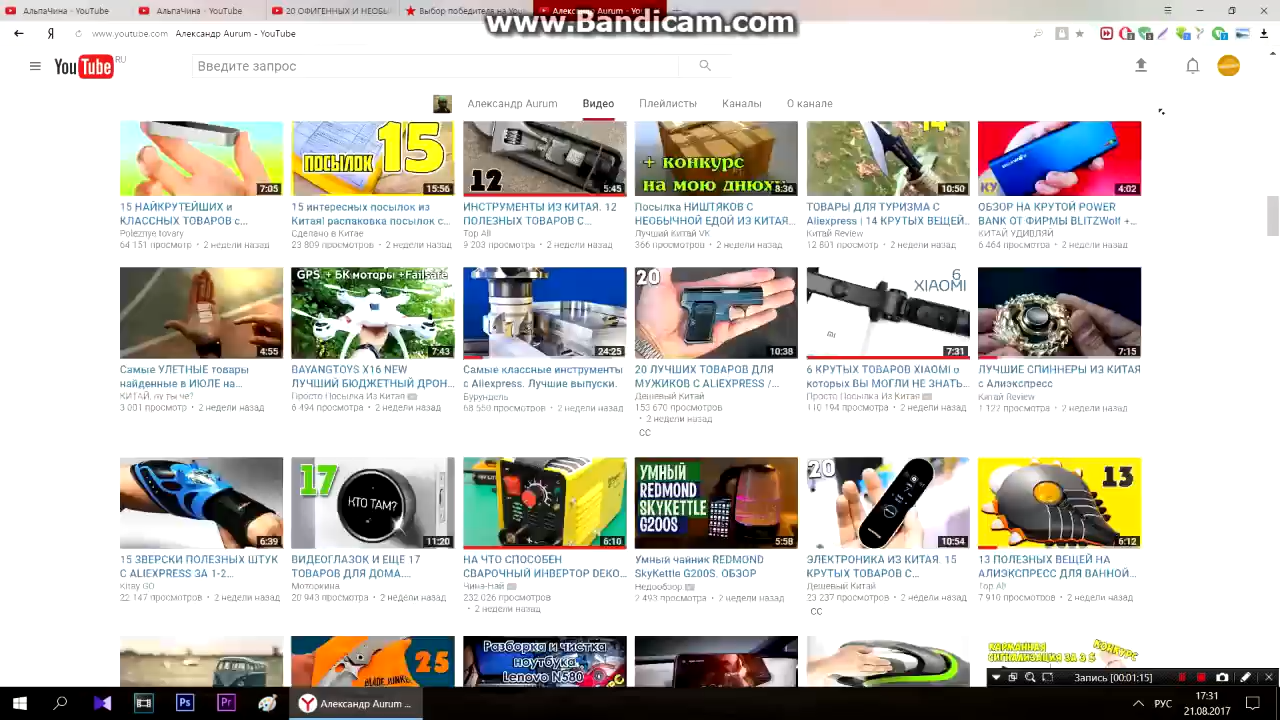 АльпаЧина - YouTube
АльпаЧина - YouTube
20 ОФИГЕННЫХ И НЕОБЫ
Выбор победителя на You
Александр Aurum - YouTu
www.Bandicam.com
Я
www.youtube.com Александр Aurum - YouTube
YouTube RU
Введите запрос
Александр Aurum Видео Плейлисты Каналы О канале
7:05
ПОСЫЛОК 15
15:56
12
5:45
+ конкурс
на мою днюху
8:36
14
10:50
4:02
15 НАЙКРУТЕЙШИХ и
КЛАССНЫХ ТОВАРОВ с...
Poleznye tovary
64 151 просмотр • 2 недели назад
15 интересных посылок из
Китая! распаковка посылок с...
Сделано в Китае
23 809 просмотров • 2 недели назад
ИНСТРУМЕНТЫ ИЗ КИТАЯ. 12
ПОЛЕЗНЫХ ТОВАРОВ С...
Top Ali
9 203 просмотра • 2 недели назад
Посылка НИШТЯКОВ С
НЕОБЫЧНОЙ ЕДОЙ ИЗ КИТАЯ...
Лучший Китай VK
366 просмотров • 2 недели назад
ТОВАРЫ ДЛЯ ТУРИЗМА С
Aliexpress | 14 КРУТЫХ ВЕЩЕЙ...
Китай Review
12 801 просмотр • 2 недели назад
ОБЗОР НА КРУТОЙ POWER
BANK ОТ ФИРМЫ BLITZWolf +...
КИТАЙ УДИВЛЯЙ
6 464 просмотра • 2 недели назад
4:55
GPS + БК моторы +Failsafe
7:43
24:25
20
10:38
6
XIAOMI
7:31
7:15
Самые УЛЕТНЫЕ товары
найденные в ИЮЛЕ на...
КИТАЙ, ну ты че?
3 001 просмотр • 2 недели назад
BAYANGTOYS X16 NEW
ЛУЧШИЙ БЮДЖЕТНЫЙ ДРОН...
Просто Посылка Из Китая
6 494 просмотра • 2 недели назад
Самые классные инструменты
с Aliexpress. Лучшие выпуски.
Бурундель
68 550 просмотров • 2 недели назад
20 ЛУЧШИХ ТОВАРОВ ДЛЯ
МУЖИКОВ С ALIEXPRESS /...
Дешевый Китай
153 670 просмотров
• 2 недели назад
CC
6 КРУТЫХ ТОВАРОВ XIAOMI о
которых ВЫ МОГЛИ НЕ ЗНАТЬ...
Просто Посылка Из Китая
110 194 просмотра • 2 недели назад
ЛУЧШИЕ СПИННЕРЫ ИЗ КИТАЯ
с Алиэкспресс
Китай Review
1 122 просмотра • 2 недели назад
6:39
17
КТО ТАМ?
11:20
6:10
УМНЫЙ
REDMOND
SKYKETTLE
G200S
5:58
20
10:54
13
6:12
15 ЗВЕРСКИ ПОЛЕЗНЫХ ШТУК
С ALIEXPRESS ЗА 1-2...
Kitay GO
22 147 просмотров • 2 недели назад
ВИДЕОГЛАЗОК И ЕЩЕ 17
ТОВАРОВ ДЛЯ ДОМА....
Моторкина
20 943 просмотра • 2 недели назад
НА ЧТО СПОСОБЕН
СВАРОЧНЫЙ ИНВЕРТОР DEKO...
Чина-Най
232 026 просмотров
• 2 недели назад
Умный чайник REDMOND
SkyKettle G200S. ОБЗОР
Недообзор
2 493 просмотра • 2 недели назад
ЭЛЕКТРОНИКА ИЗ КИТАЯ. 15
КРУТЫХ ТОВАРОВ С...
Дешевый Китай
23 237 просмотров • 2 недели назад
CC
13 ПОЛЕЗНЫХ ВЕЩЕЙ НА
АЛИЭКСПРЕСС ДЛЯ ВАННОЙ...
Top Ali
7 910 просмотров • 2 недели назад
25
Разборка и чистка
ноутбука
Lenovo N580
КАРМАННАЯ
СИГНАЛИЗАЦИЯ ЗА 3 $
КОНКУРС
Запись [00:01:15]
Александр Aurum ...
РУС
17:31
21.08.2017